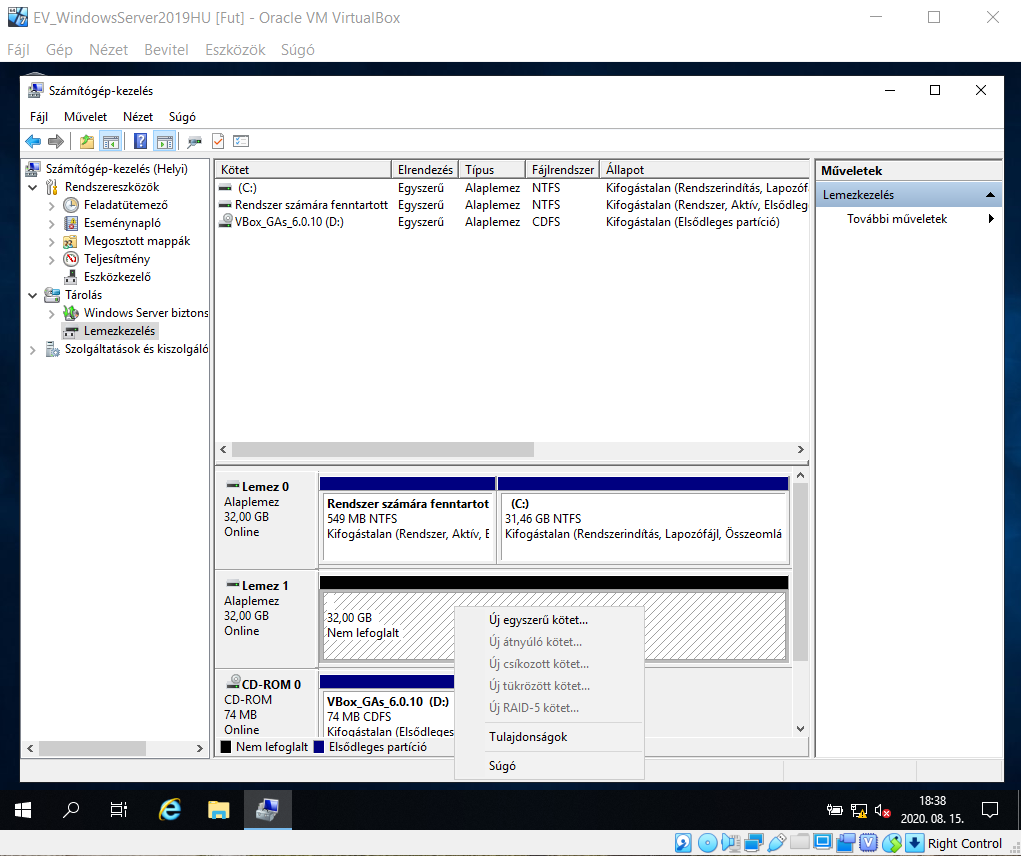 EV_WindowsServer2019HU [Fut] - Oracle VM VirtualBox
Fájl Gép Nézet Bevitel Eszközök Súgó
Számítógép-kezelés
Fájl Művelet Nézet Súgó
Számítógép-kezelés (Helyi)
Rendszereszközök
Feladatütemező
Eseménynapló
Megosztott mappák
Teljesítmény
Eszközkezelő
Tárolás
Windows Server biztons
Lemezkezelés
Szolgáltatások és kiszolgáló
Kötet Elrendezés Típus Fájlrendszer Állapot
(C:) Egyszerű Alaplemez NTFS Kifogástalan (Rendszerindítás, Lapozóf
Rendszer számára fenntartott Egyszerű Alaplemez NTFS Kifogástalan (Rendszer, Aktív, Elsődleg
VBox_GAs_6.0.10 (D:) Egyszerű Alaplemez CDFS Kifogástalan (Elsődleges partíció)
Műveletek
Lemezkezelés
További műveletek
Lemez 0
Alaplemez
32,00 GB
Online
Rendszer számára fenntartot
549 MB NTFS
Kifogástalan (Rendszer, Aktív, E
(C:)
31,46 GB NTFS
Kifogástalan (Rendszerindítás, Lapozófájl, Összeomlá
Lemez 1
Alaplemez
32,00 GB
Online
32,00 GB
Nem lefoglalt
CD-ROM 0
CD-ROM
74 MB
Online
VBox_GAs_6.0.10 (D:)
74 MB CDFS
Kifogástalan (Elsődleges
Nem lefoglalt Elsődleges partíció
Új egyszerű kötet...
Új átnyúló kötet...
Új csíkozott kötet...
Új tükrözött kötet...
Új RAID-5 kötet...
Tulajdonságok
Súgó
18:38
2020. 08. 15.
Right Control